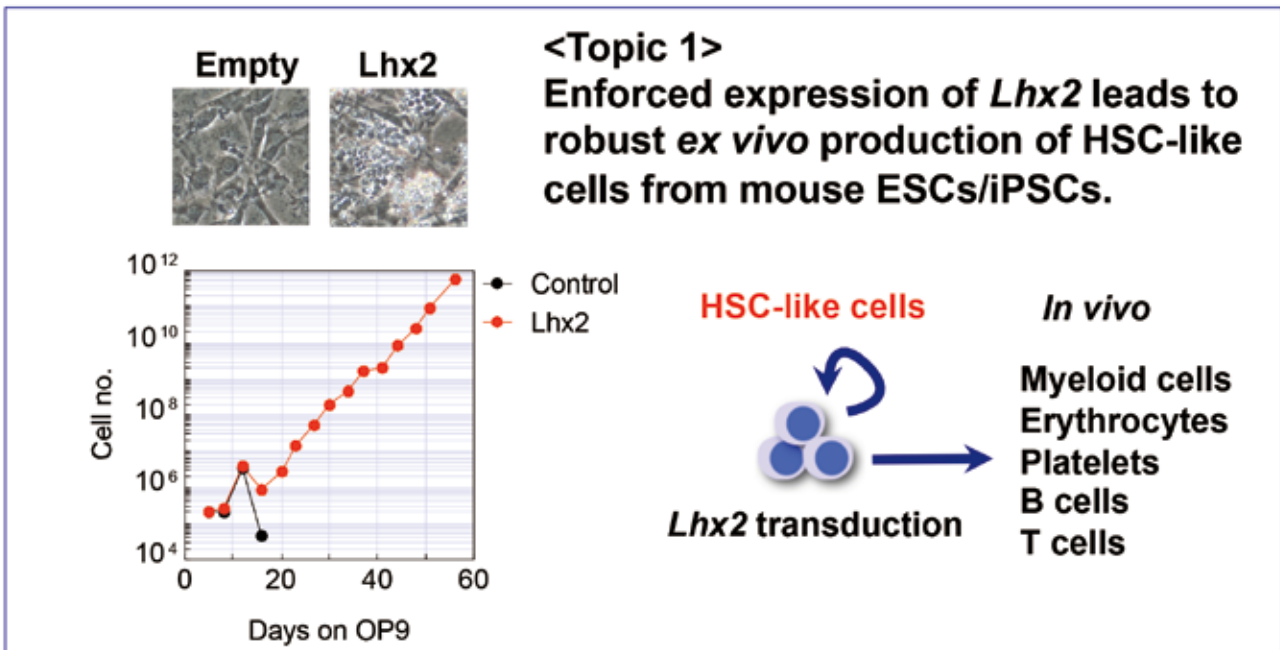 Empty
Lhx2
<Topic 1>
Enforced expression of Lhx2 leads to
robust ex vivo production of HSC-like
cells from mouse ESCs/iPSCs.
10^12
10^10
10^8
10^6
10^4
Cell no.
0
20
40
60
Days on OP9
Control
Lhx2
HSC-like cells
Lhx2 transduction
In vivo
Myeloid cells
Erythrocytes
Platelets
B cells
T cells